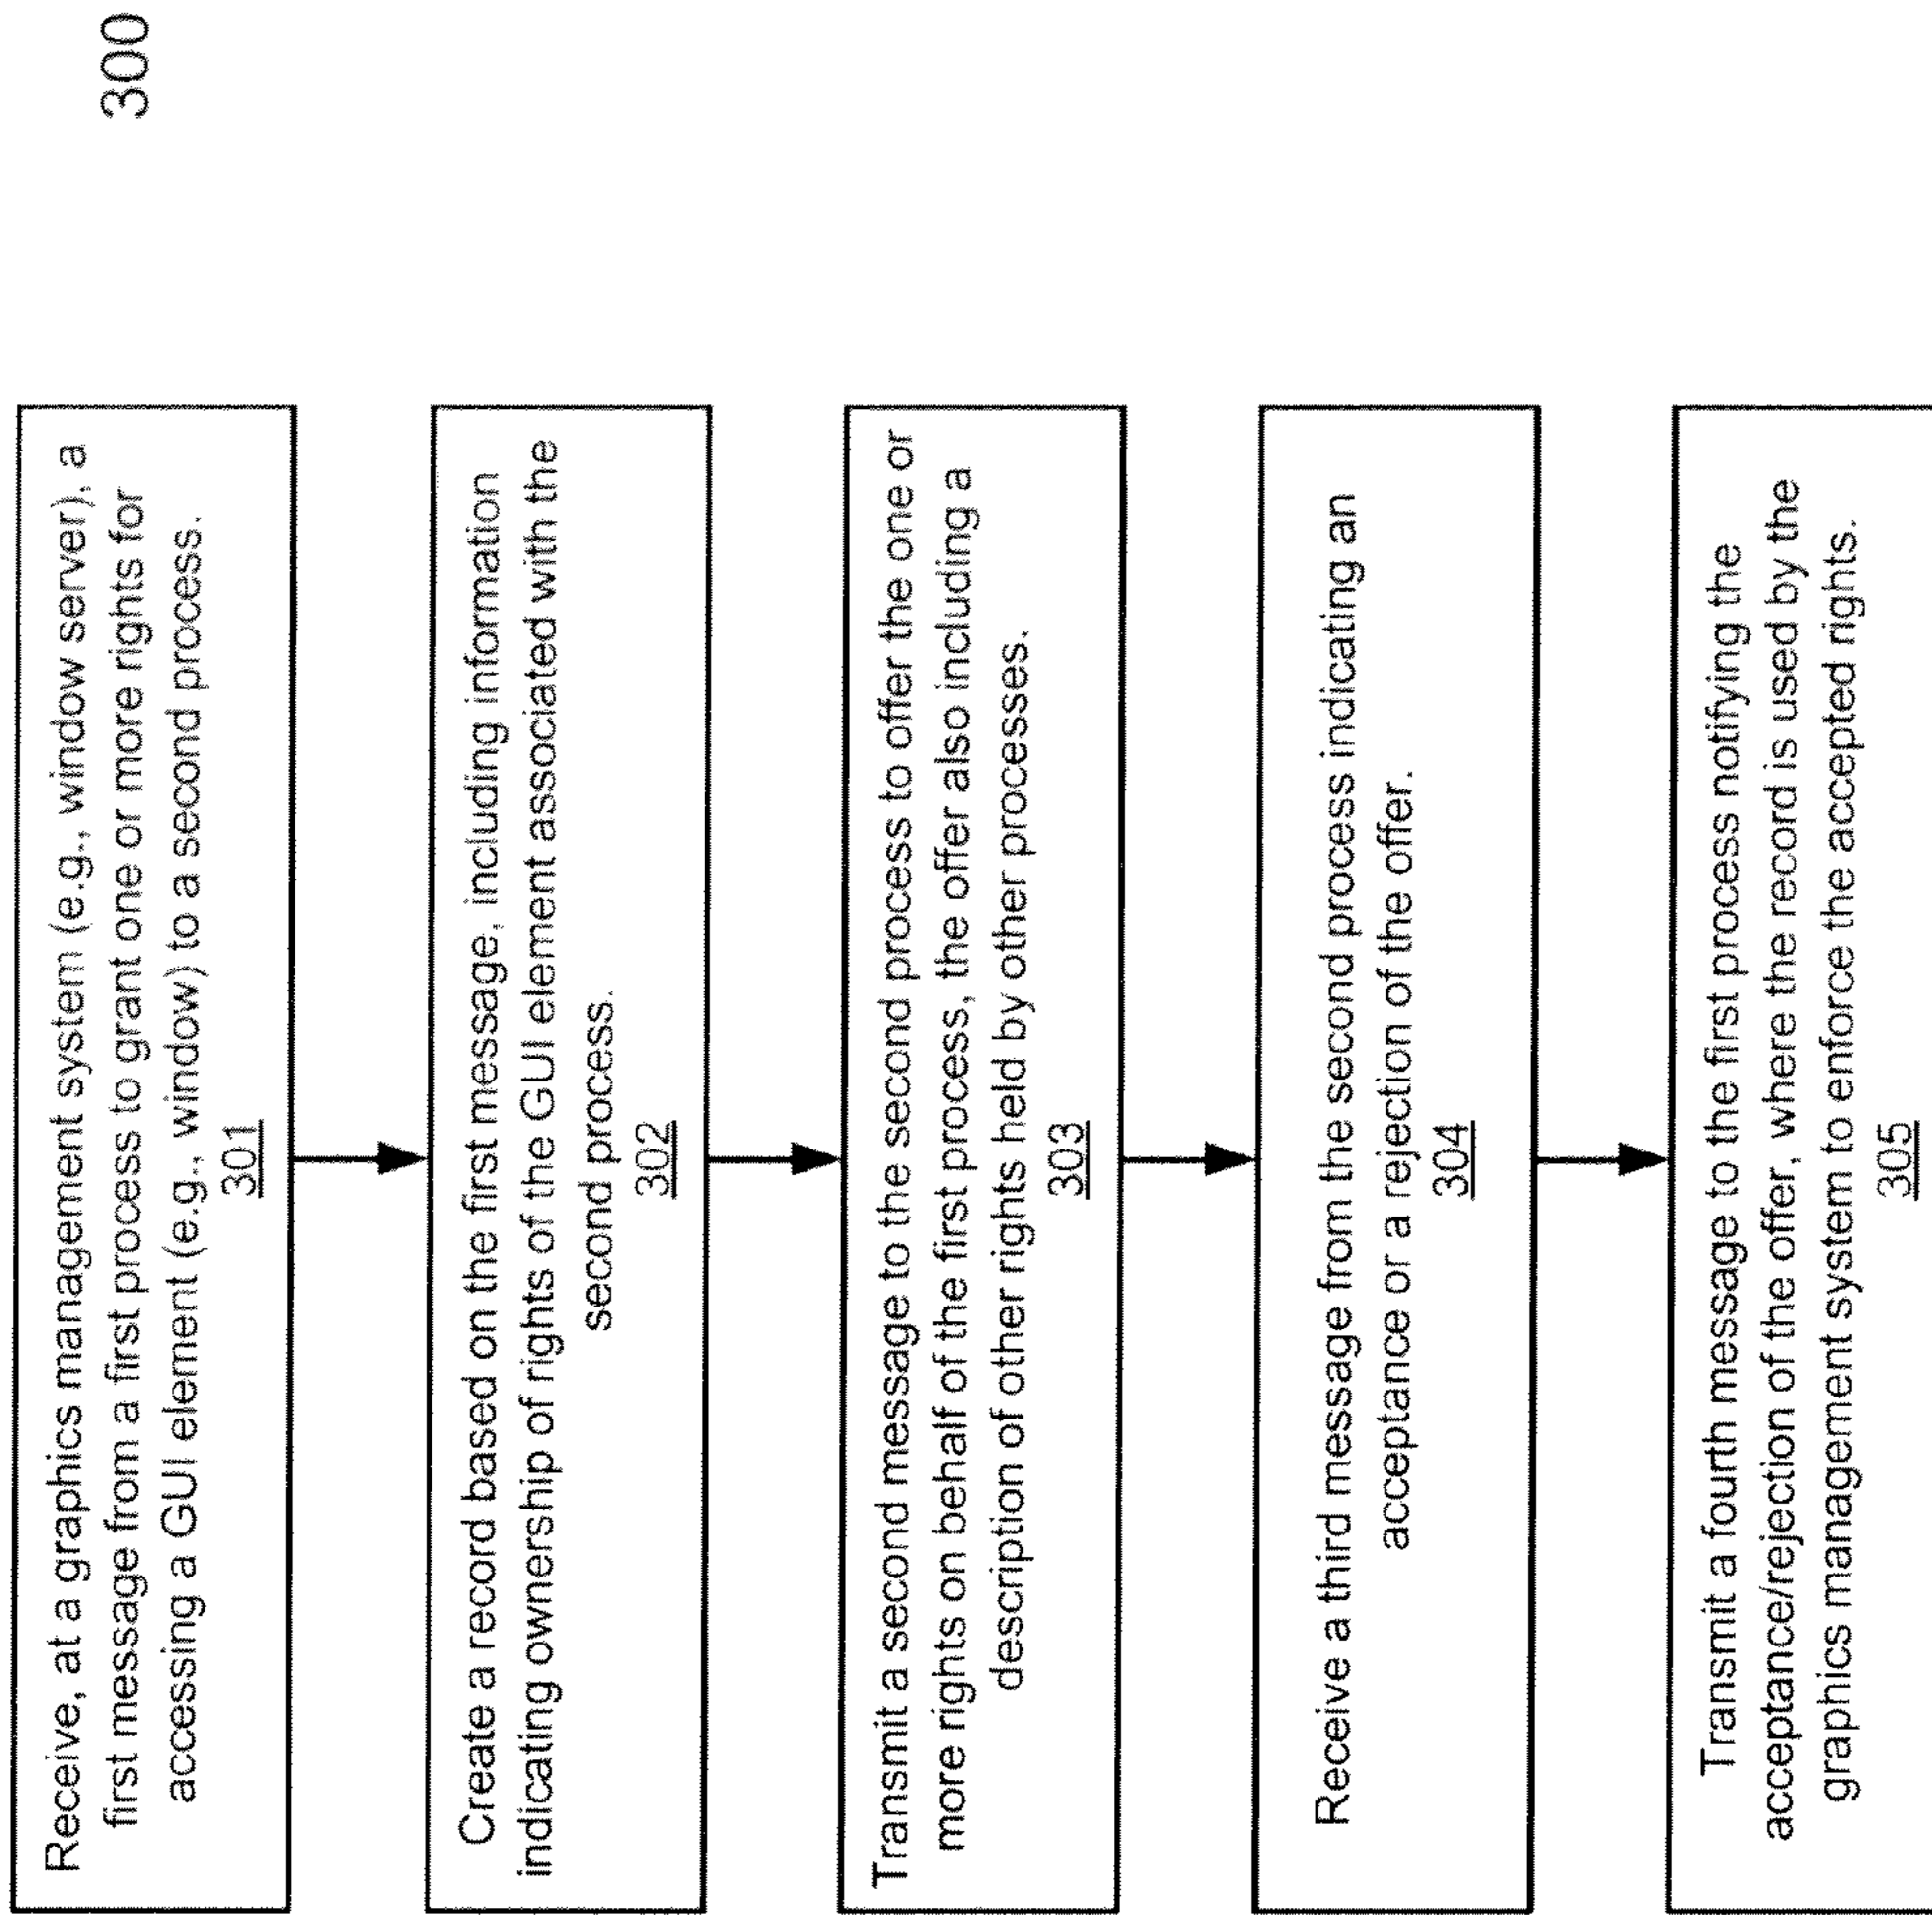 300
Receive, at a graphics management system (e.g., window server), a
first message from a first process to grant one or more rights for
accessing a GUI element (e.g., window) to a second process.
301
Create a record based on the first message, including information
indicating ownership of rights of the GUI element associated with the
second process.
302
Transmit a second message to the second process to offer the one or
more rights on behalf of the first process, the offer also including a
description of other rights held by other processes.
303
Receive a third message from the second process indicating an
acceptance or a rejection of the offer.
304
Transmit a fourth message to the first process notifying the
acceptance/rejection of the offer, where the record is used by the
graphics management system to enforce the accepted rights.
305